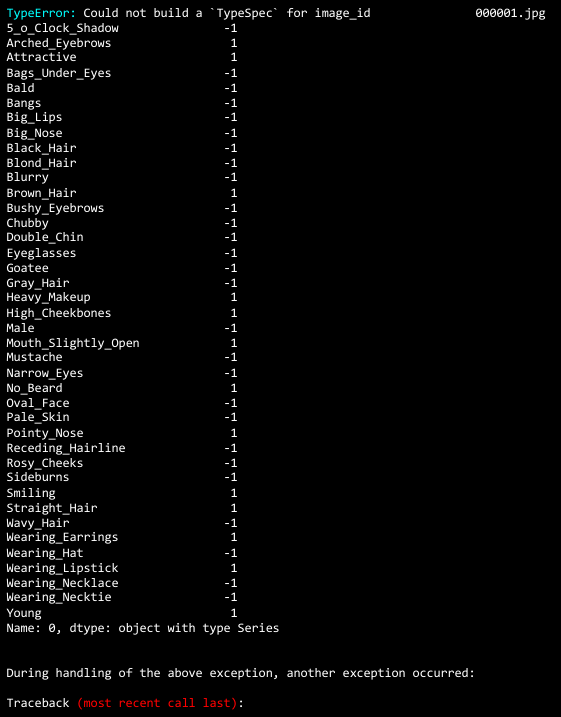 TypeError: Could not build a `TypeSpec` for image_id               000001.jpg
5_o_Clock_Shadow               -1
Arched_Eyebrows                 1
Attractive                      1
Bags_Under_Eyes                -1
Bald                           -1
Bangs                          -1
Big_Lips                       -1
Big_Nose                       -1
Black_Hair                     -1
Blond_Hair                     -1
Blurry                         -1
Brown_Hair                      1
Bushy_Eyebrows                 -1
Chubby                         -1
Double_Chin                    -1
Eyeglasses                     -1
Goatee                         -1
Gray_Hair                      -1
Heavy_Makeup                    1
High_Cheekbones                 1
Male                           -1
Mouth_Slightly_Open             1
Mustache                       -1
Narrow_Eyes                    -1
No_Beard                        1
Oval_Face                      -1
Pale_Skin                      -1
Pointy_Nose                     1
Receding_Hairline              -1
Rosy_Cheeks                    -1
Sideburns                      -1
Smiling                         1
Straight_Hair                   1
Wavy_Hair                      -1
Wearing_Earrings                1
Wearing_Hat                    -1
Wearing_Lipstick                1
Wearing_Necklace               -1
Wearing_Necktie                -1
Young                           1
Name: 0, dtype: object with type Series
During handling of the above exception, another exception occurred:
Traceback (most recent call last):